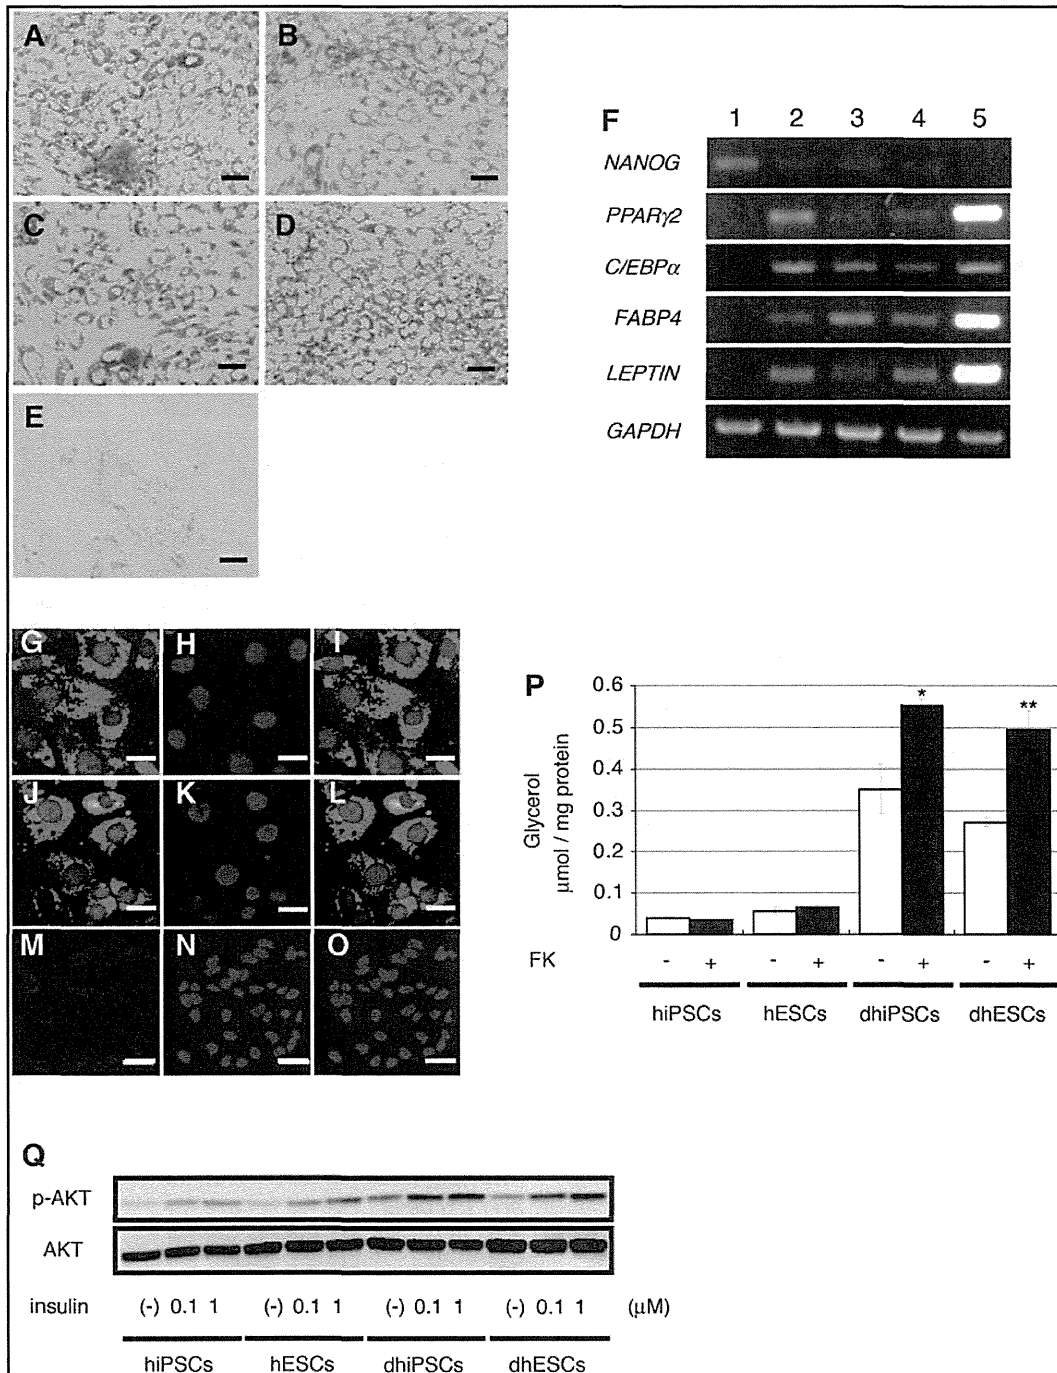 A
B
C
D
E
F 1 2 3 4 5
NANOG
PPARγ2
C/EBPα
FABP4
LEPTIN
GAPDH
G
H
I
J
K
L
M
N
O
P
Glycerol
μmol / mg protein
0.6
0.5
0.4
0.3
0.2
0.1
0
*
**
FK - + - + - + - +
hiPSCs hESCs dhiPSCs dhESCs
Q
p-AKT
AKT
insulin (-) 0.1 1 (-) 0.1 1 (-) 0.1 1 (-) 0.1 1 (μM)
hiPSCs hESCs dhiPSCs dhESCs